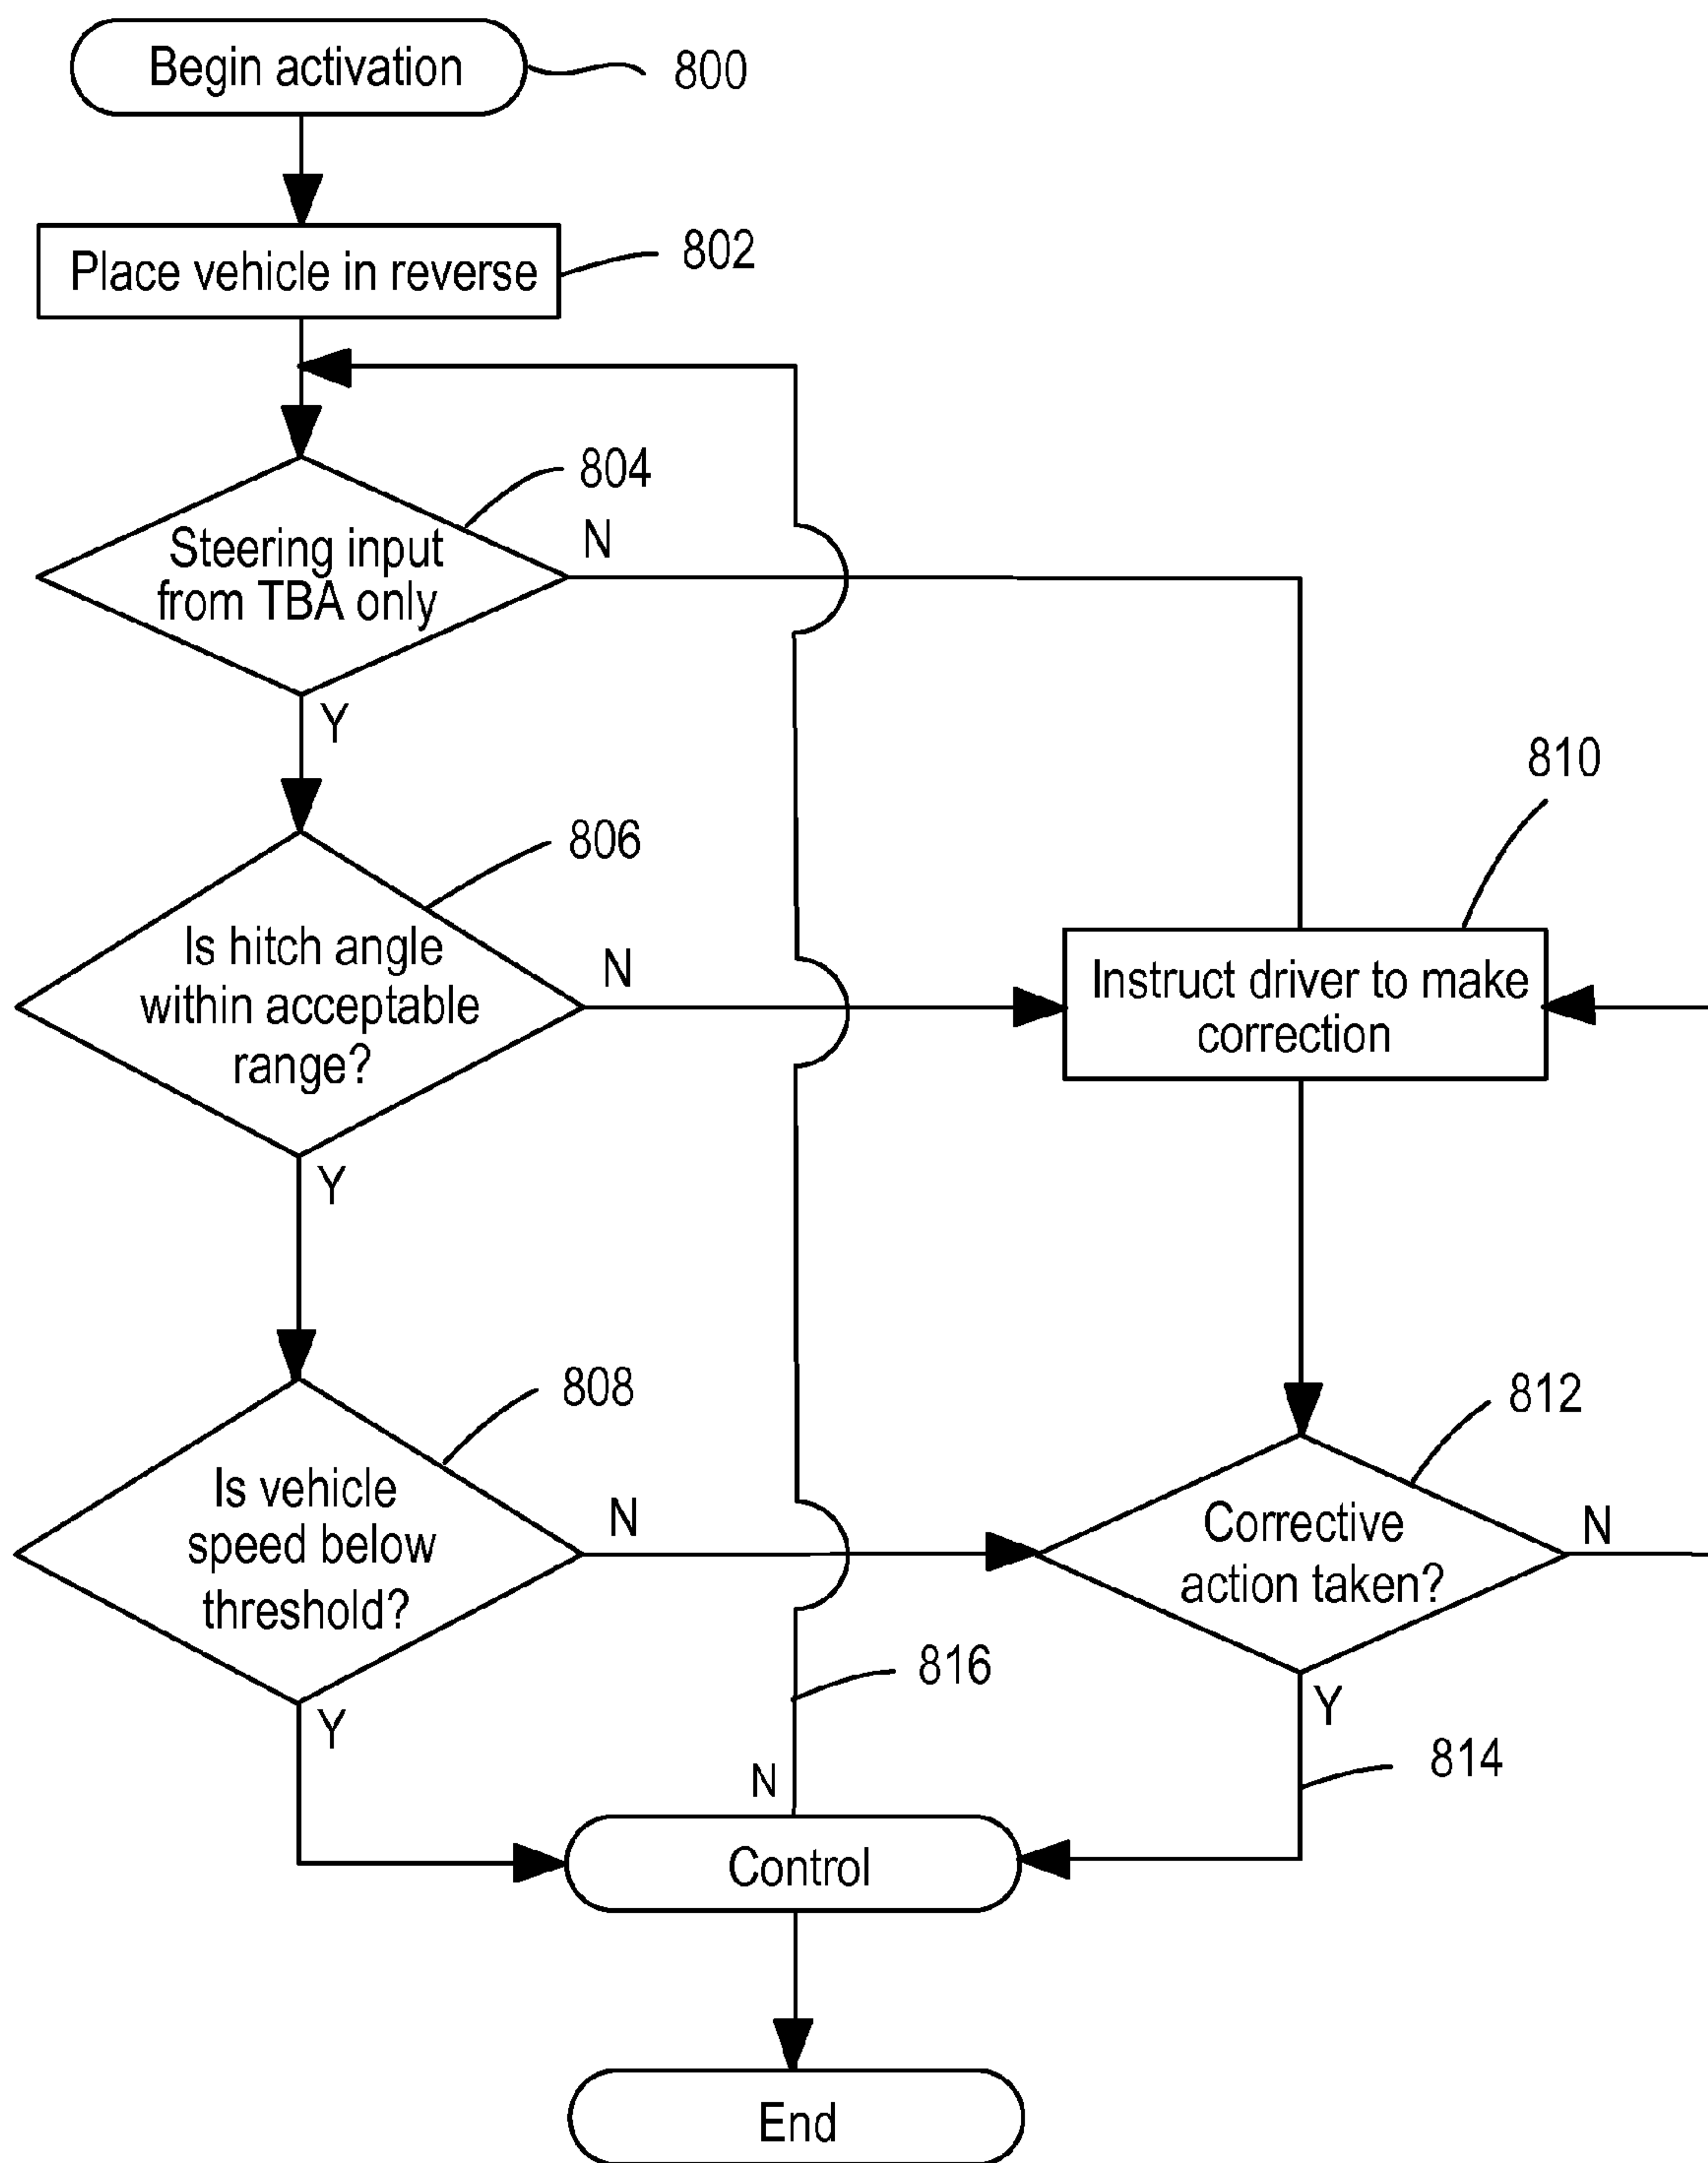 Begin activation
800
Place vehicle in reverse
802
804
Steering input
from TBA only
N
Y
806
Is hitch angle
within acceptable
range?
N
Y
810
Instruct driver to make
correction
808
Is vehicle
speed below
threshold?
N
Y
812
Corrective
action taken?
N
Y
814
816
N
Control
End